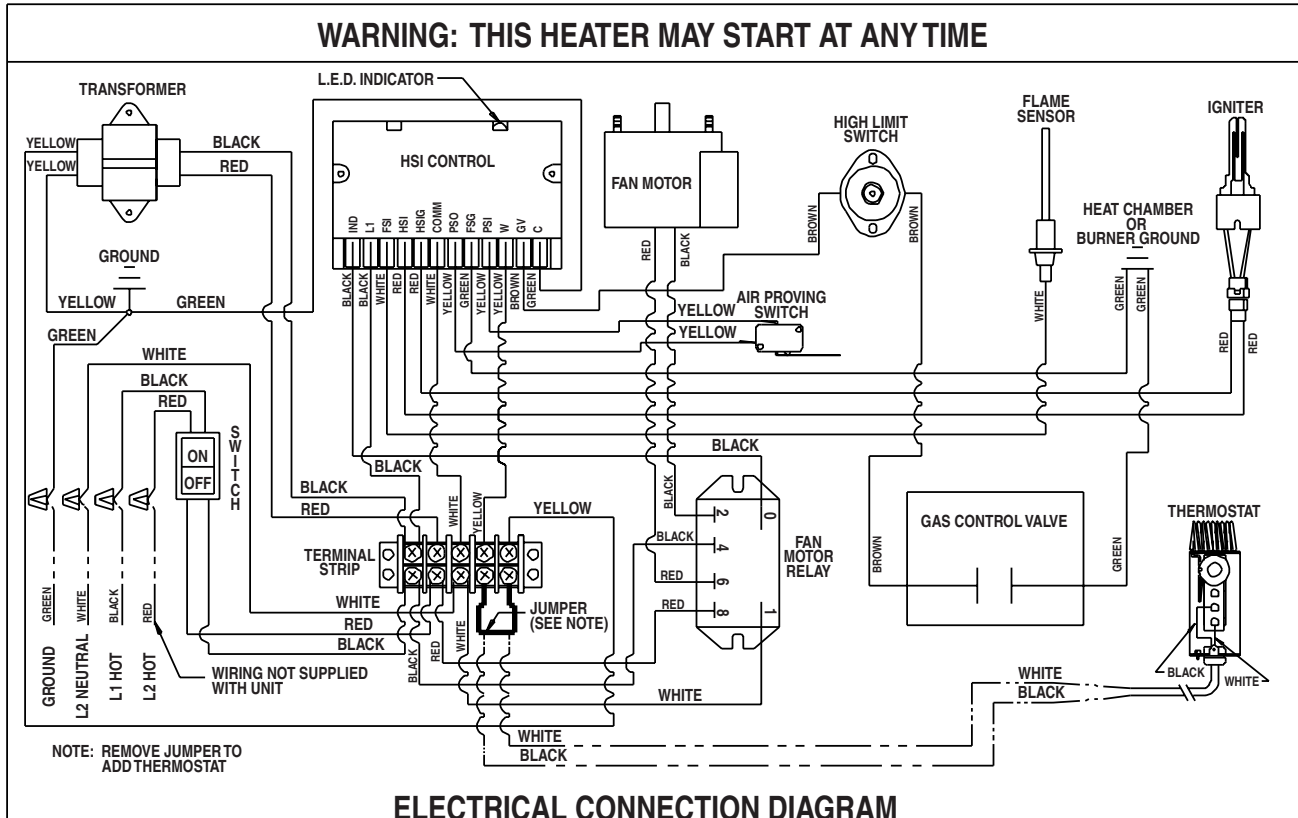 WARNING: THIS HEATER MAY START AT ANY TIME
L.E.D. INDICATOR
TRANSFORMER
YELLOW
YELLOW
BLACK
RED
HSI CONTROL
IND
L1
FSI
HSI
HSIG
COMM
PSO
FSG
PSI
W
GV
C
BLACK
BLACK
WHITE
RED
RED
WHITE
YELLOW
GREEN
YELLOW
YELLOW
BROWN
GREEN
FAN MOTOR
RED
BLACK
HIGH LIMIT
SWITCH
BROWN
BROWN
FLAME
SENSOR
WHITE
IGNITER
RED
RED
HEAT CHAMBER
OR
BURNER GROUND
GREEN
GREEN
GROUND
YELLOW
GREEN
GREEN
AIR PROVING
SWITCH
YELLOW
YELLOW
WHITE
BLACK
RED
SWITCH
ON
OFF
BLACK
BLACK
BLACK
RED
WHITE
YELLOW
YELLOW
TERMINAL
STRIP
WHITE
RED
BLACK
BLACK
RED
WHITE
JUMPER
(SEE NOTE)
BLACK
BLACK
RED
RED
2
4
6
8
0
1
FAN
MOTOR
RELAY
WHITE
GAS CONTROL VALVE
BROWN
GREEN
THERMOSTAT
BLACK
WHITE
WHITE
BLACK
WHITE
BLACK
GREEN
WHITE
BLACK
RED
GROUND
L2 NEUTRAL
L1 HOT
L2 HOT
WIRING NOT SUPPLIED
WITH UNIT
NOTE: REMOVE JUMPER TO
ADD THERMOSTAT
ELECTRICAL CONNECTION DIAGRAM